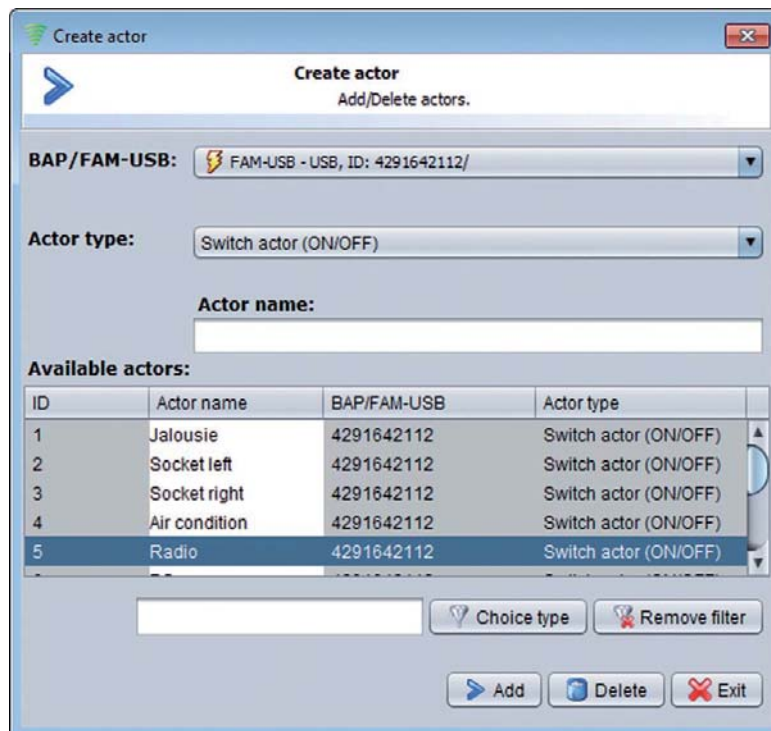 Create actor
Create actor
Add/Delete actors.
BAP/FAM-USB: FAM-USB - USB, ID: 4291642112/
Actor type: Switch actor (ON/OFF)
Actor name:
Available actors:
ID Actor name BAP/FAM-USB Actor type
1 Jalousie 4291642112 Switch actor (ON/OFF)
2 Socket left 4291642112 Switch actor (ON/OFF)
3 Socket right 4291642112 Switch actor (ON/OFF)
4 Air condition 4291642112 Switch actor (ON/OFF)
5 Radio 4291642112 Switch actor (ON/OFF)
Choice type Remove filter
Add Delete Exit